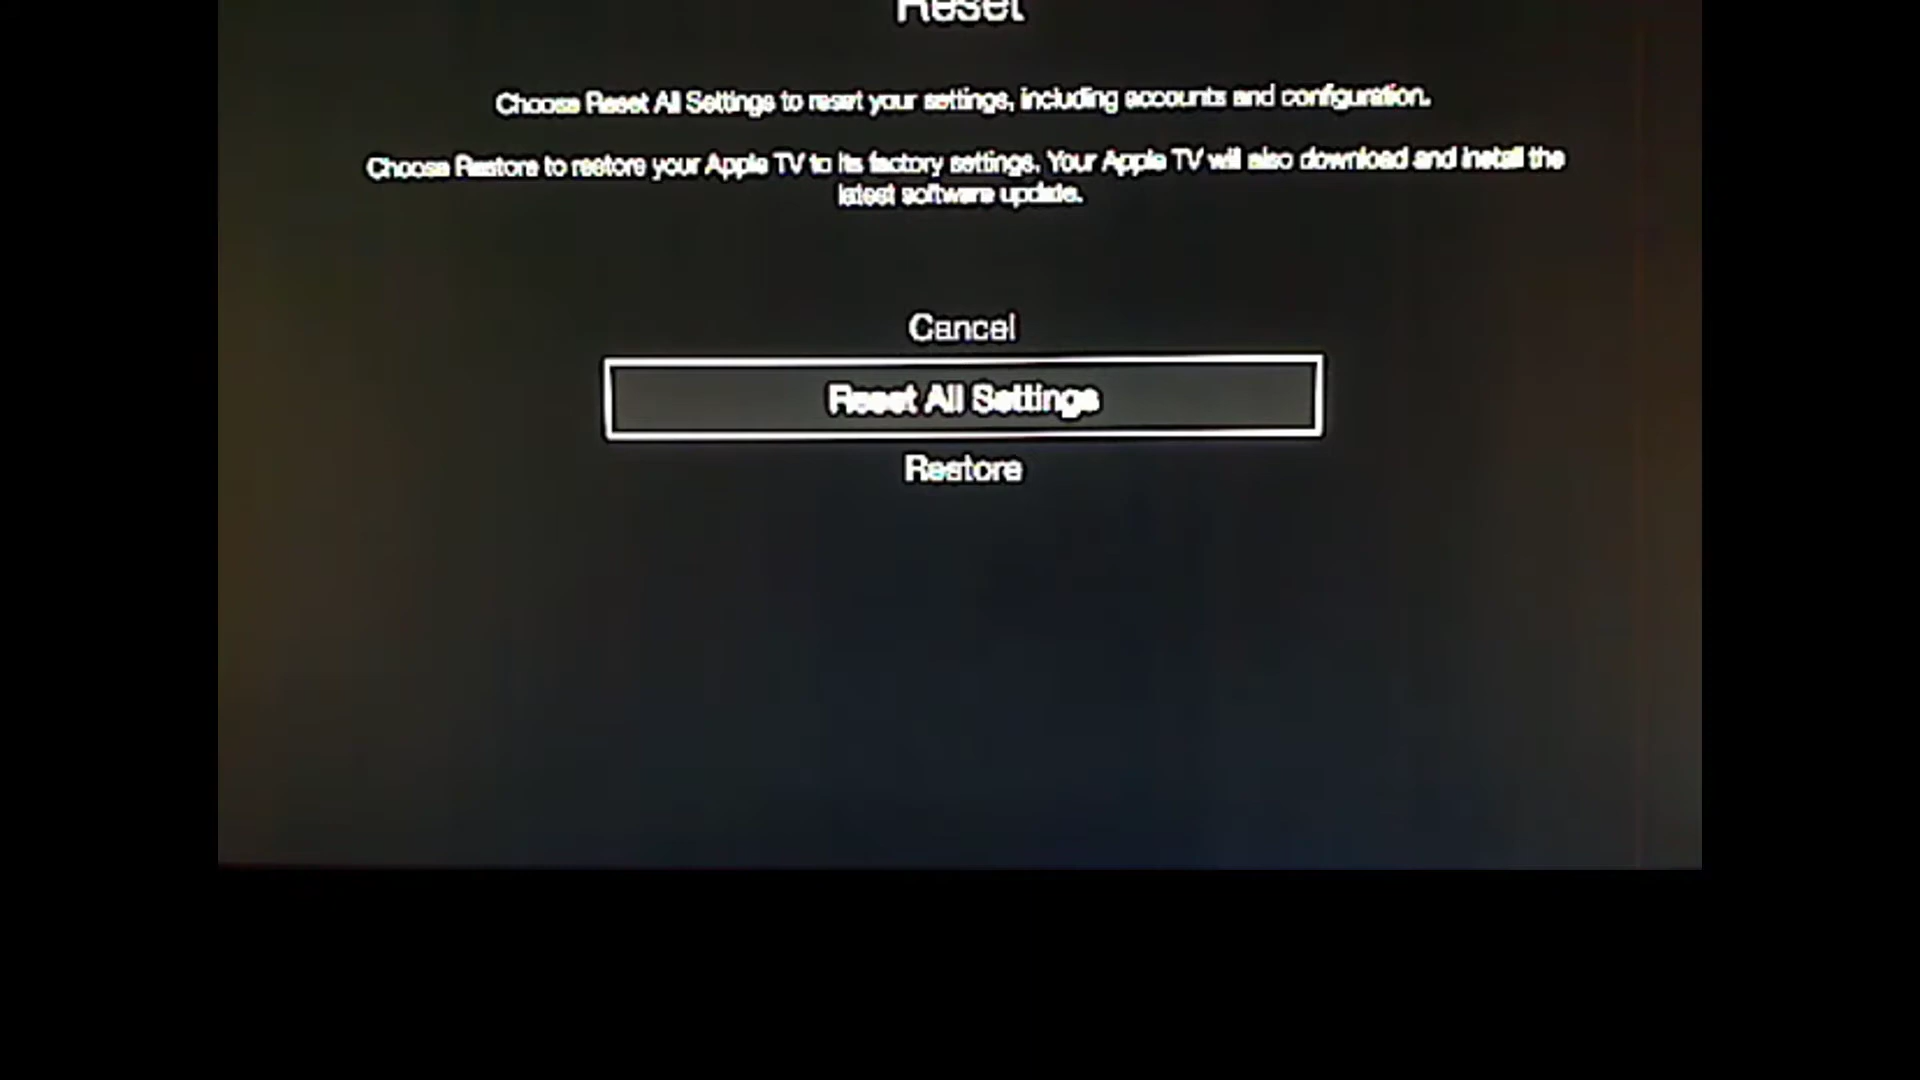 Reset
Choose Reset All Settings to reset your settings, including accounts and configuration.
Choose Restore to restore your Apple TV to its factory settings. Your Apple TV will also download and install the
latest software update.
Cancel
Reset All Settings
Restore